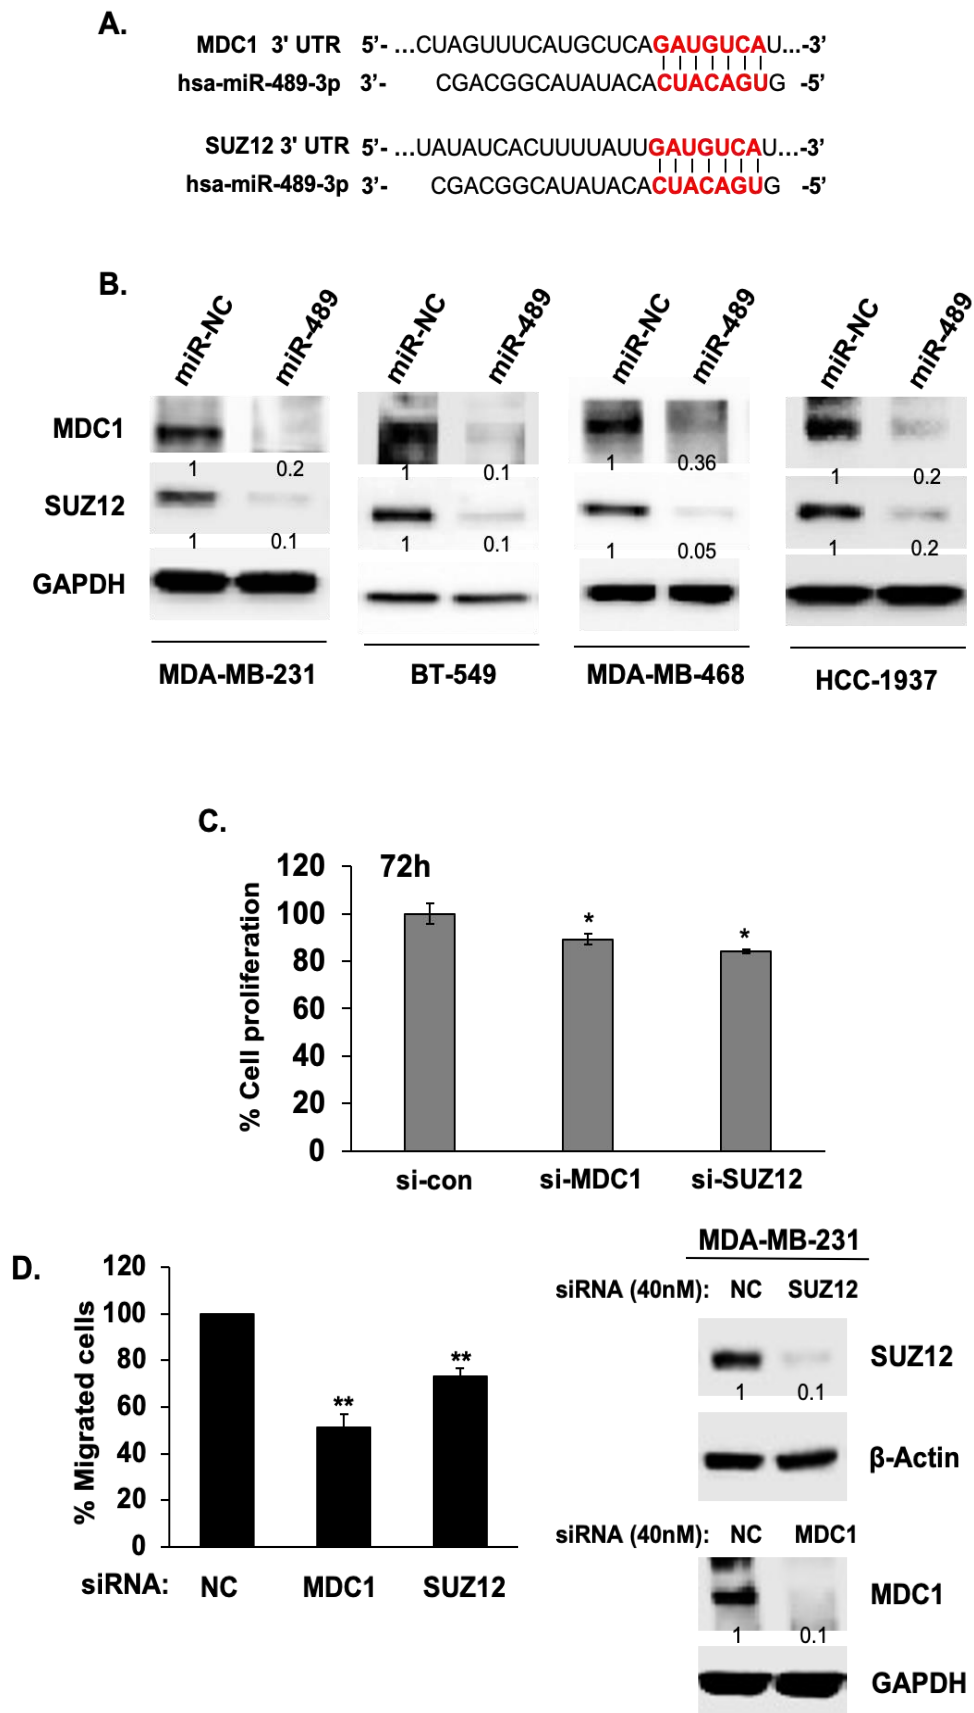 A.
MDC1 3' UTR 5’- ...CUAGUUUCAUGCUCAGAUGUCAU...-3’
hsa-miR-489-3p 3’- CGACGGCAUAUACACUACAGUG -5’
SUZ12 3' UTR 5’- ...UAUAUCACUUUUAUUGAUGUCAU...-3’
hsa-miR-489-3p 3’- CGACGGCAUAUACACUACAGUG -5’
B.
miR-NC miR-489 miR-NC miR-489 miR-NC miR-489 miR-NC miR-489
MDC1
1 0.2 1 0.1 1 0.36 1 0.2
SUZ12
1 0.1 1 0.1 1 0.05 1 0.2
GAPDH
MDA-MB-231 BT-549 MDA-MB-468 HCC-1937
C.
72h
% Cell proliferation
120
100
80
60
40
20
0
* *
si-con si-MDC1 si-SUZ12
D.
% Migrated cells
120
100
80
60
40
20
0
** **
siRNA: NC MDC1 SUZ12
MDA-MB-231
siRNA (40nM): NC SUZ12
SUZ12
1 0.1
β-Actin
siRNA (40nM): NC MDC1
MDC1
1 0.1
GAPDH